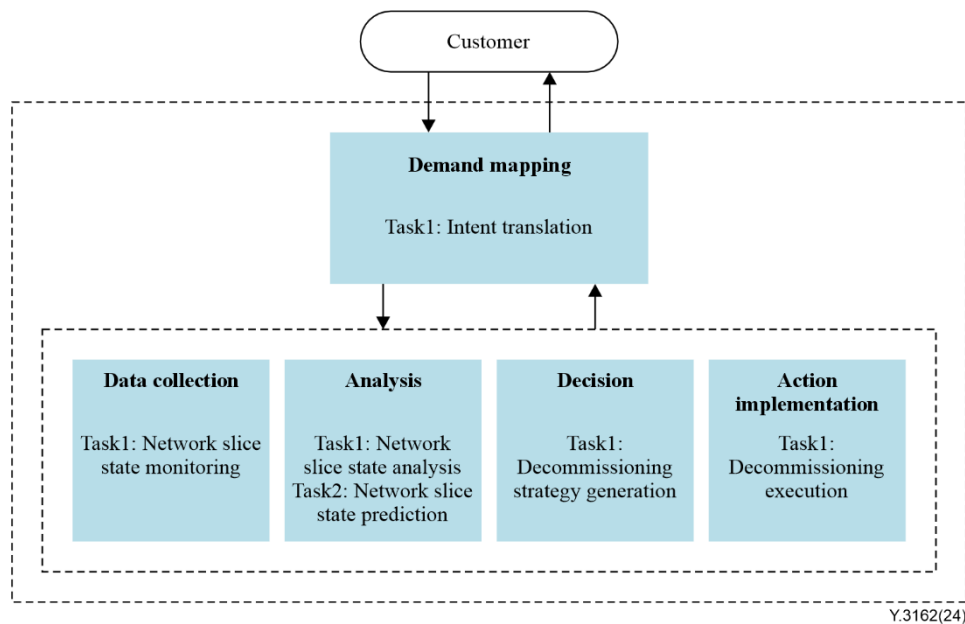 Customer
Demand mapping
Task1: Intent translation
Data collection
Task1: Network slice
state monitoring
Analysis
Task1: Network
slice state analysis
Task2: Network slice
state prediction
Decision
Task1:
Decommissioning
strategy generation
Action
implementation
Task1:
Decommissioning
execution
Y.3162(24)